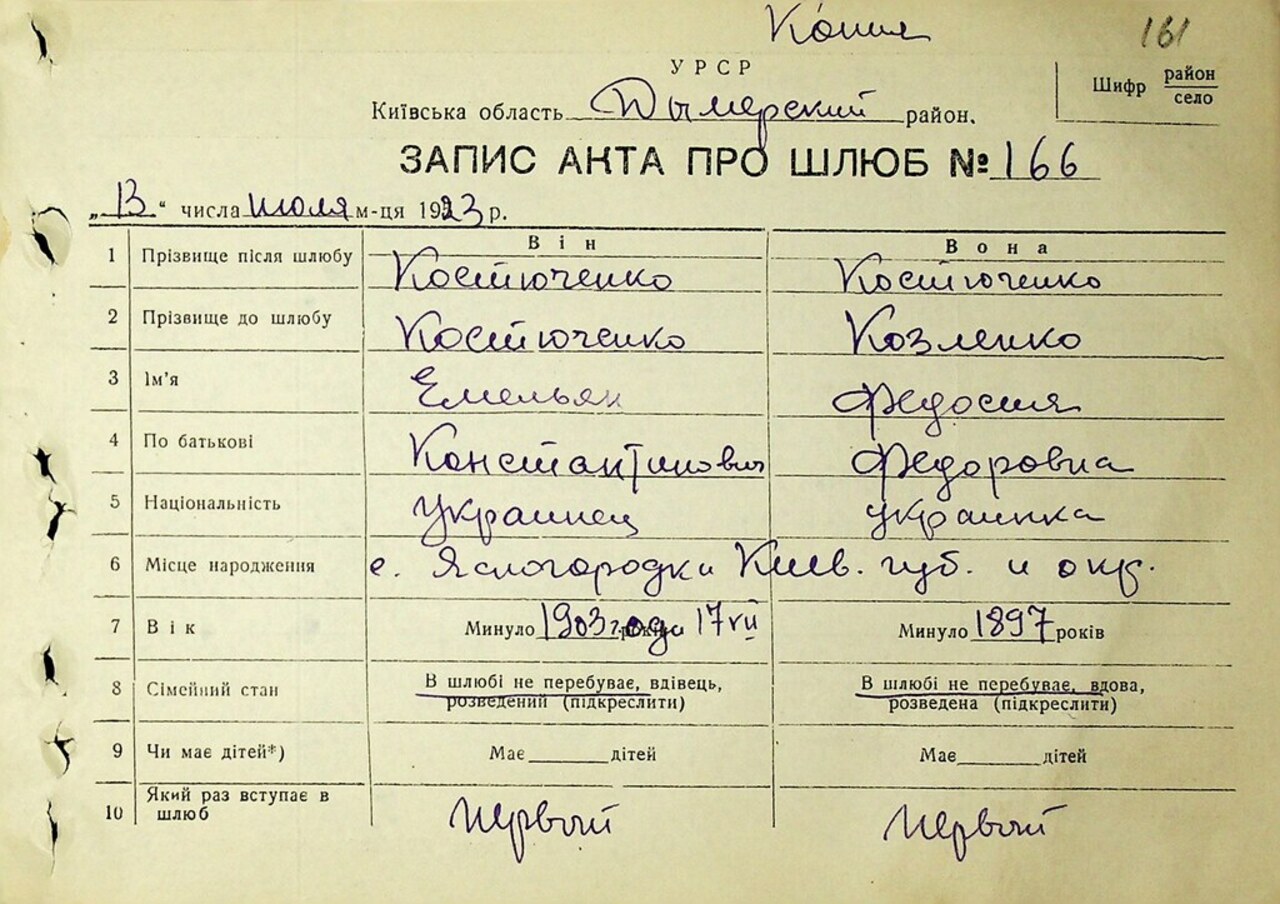 Копия 161
УРСР
Київська область Дымерский район.
Шифр район
село
ЗАПИС АКТА ПРО ШЛЮБ № 166
„13“ числа июля м-ця 1923 р.
Він Вона
1 Прізвище після шлюбу Костюченко Костюченко
2 Прізвище до шлюбу Костюченко Козленко
3 Ім’я Емельян Федосия
4 По батькові Константинович Федоровна
5 Національність Украинец украинка
6 Місце народження с. Ясногородка Киев. губ. и окр.
7 Вік Минуло 1903 года 17 VII Минуло 1897 років
8 Сімейний стан В шлюбі не перебуває, вдівець, В шлюбі не перебуває, вдова,
розведений (підкреслити) розведена (підкреслити)
9 Чи має дітей*) Має дітей Має дітей
10 Який раз вступає в
шлюб первый первый